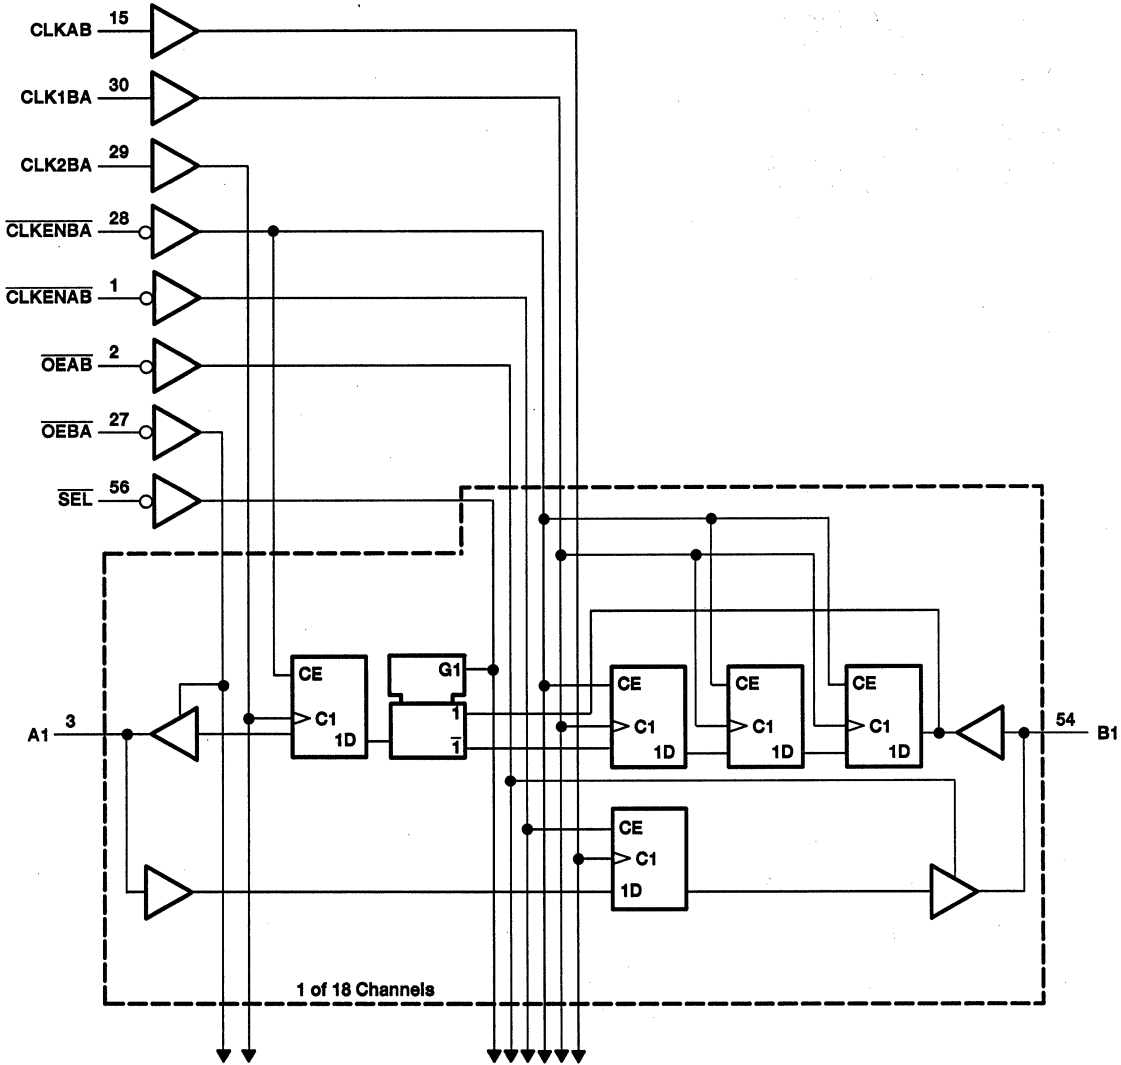 CLKAB 15
CLK1BA 30
CLK2BA 29
CLKENBA 28
CLKENAB 1
OEAB 2
OEBA 27
SEL 56
CE
C1
1D
G1
1
1
CE
C1
1D
CE
C1
1D
CE
C1
1D
A1 3
54 B1
CE
C1
1D
1 of 18 Channels